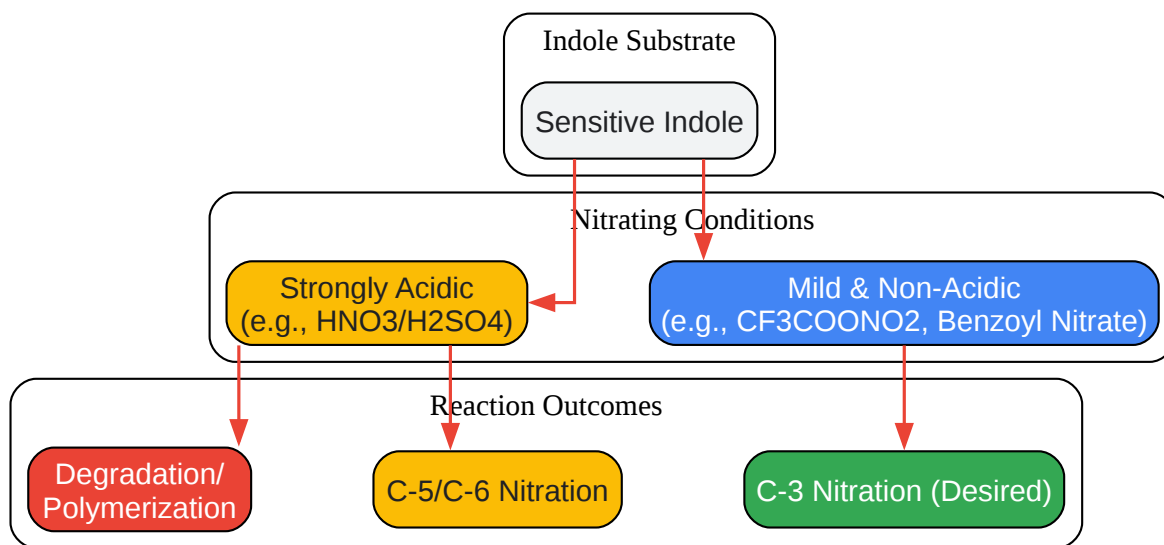 Indole Substrate
Sensitive Indole
Nitrating Conditions
Strongly Acidic
(e.g., HNO3/H2SO4)
Mild & Non-Acidic
(e.g., CF3COONO2, Benzoyl Nitrate)
Reaction Outcomes
Degradation/
Polymerization
C-5/C-6 Nitration
C-3 Nitration (Desired)